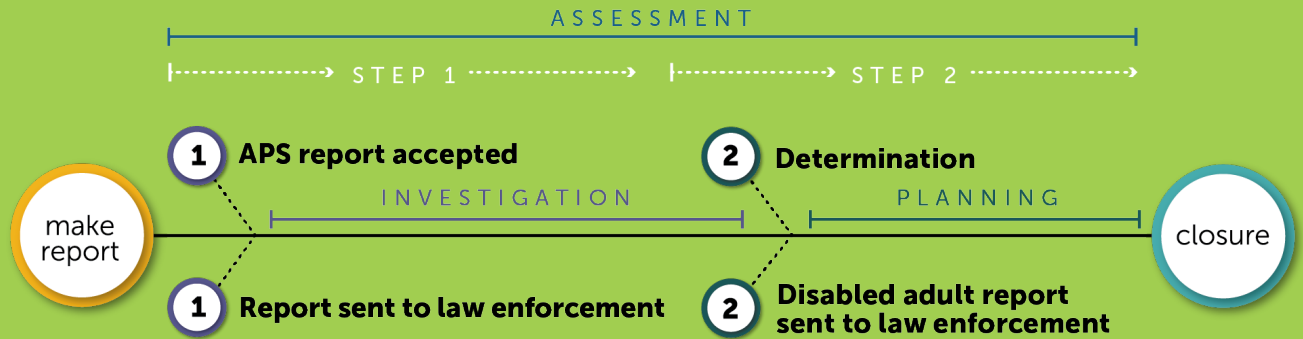 ASSESSMENT
STEP 1
STEP 2
1
APS report accepted
2
Determination
INVESTIGATION
PLANNING
make
report
closure
1
Report sent to law enforcement
2
Disabled adult report
sent to law enforcement